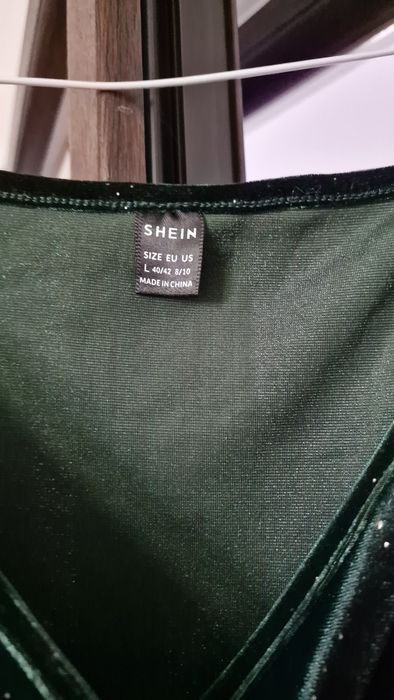 SHEIN
SIZE EU US
L 40/42 8/10
MADE IN CHINA